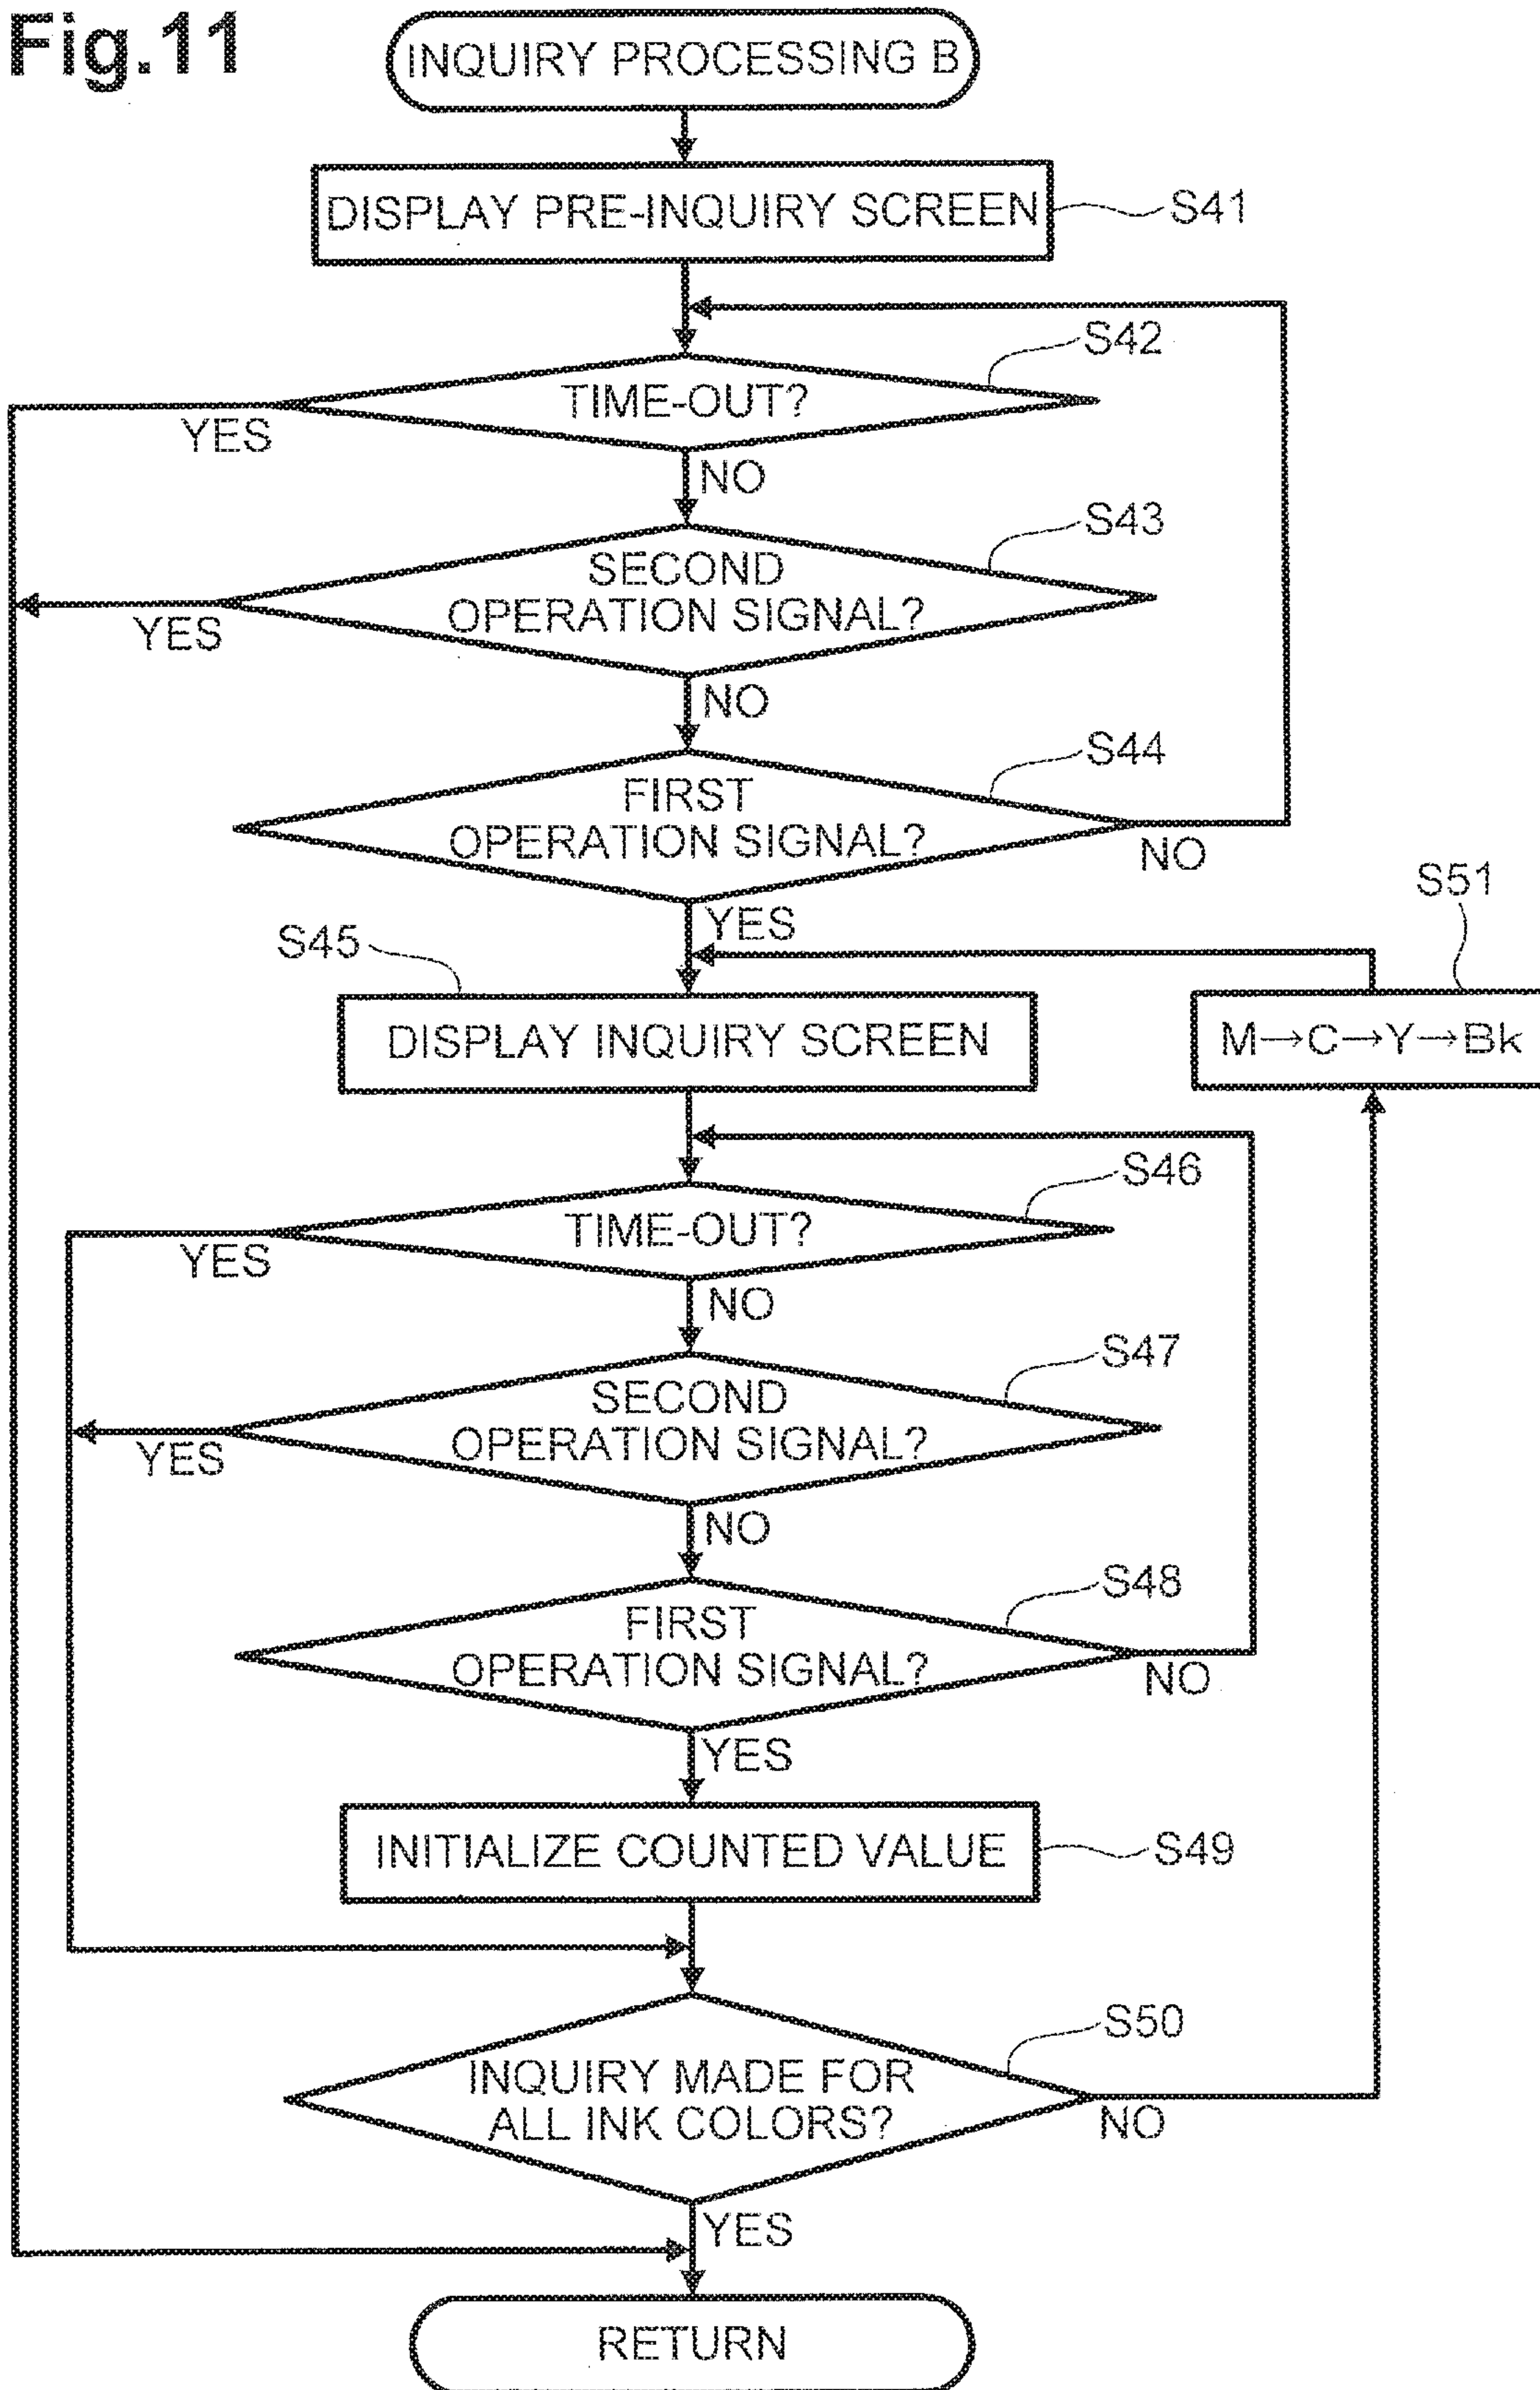 Fig.11
INQUIRY PROCESSING B
DISPLAY PRE-INQUIRY SCREEN
S41
S42
TIME-OUT?
YES
NO
S43
SECOND
OPERATION SIGNAL?
YES
NO
S44
FIRST
OPERATION SIGNAL?
NO
YES
S51
S45
DISPLAY INQUIRY SCREEN
M→C→Y→Bk
S46
TIME-OUT?
YES
NO
S47
SECOND
OPERATION SIGNAL?
YES
NO
S48
FIRST
OPERATION SIGNAL?
NO
YES
INITIALIZE COUNTED VALUE
S49
S50
INQUIRY MADE FOR
ALL INK COLORS?
NO
YES
RETURN